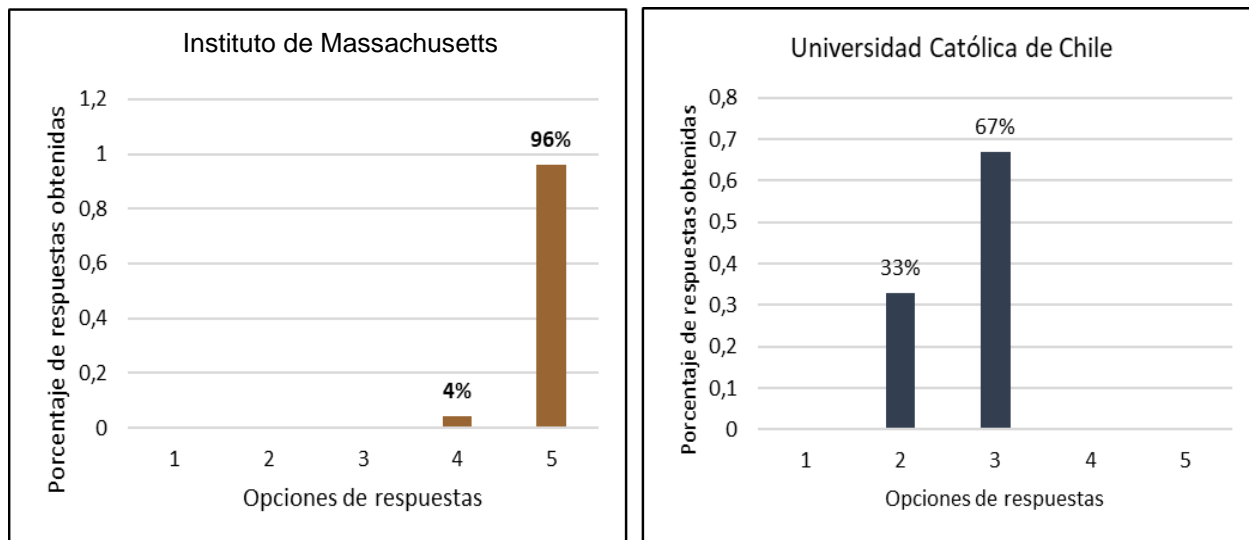 Instituto de Massachusetts
Porcentaje de respuestas obtenidas
1,2
1
0,8
0,6
0,4
0,2
0
4%
96%
1 2 3 4 5
Opciones de respuestas
Universidad Católica de Chile
Porcentaje de respuestas obtenidas
0,8
0,7
0,6
0,5
0,4
0,3
0,2
0,1
0
33%
67%
1 2 3 4 5
Opciones de respuestas